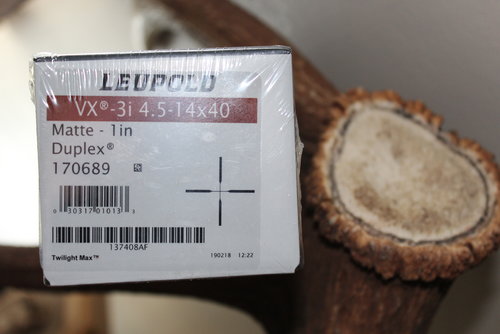 LEUPOLD
VX®-3i 4.5-14x40
Matte - 1in
Duplex®
170689
0 30317 01013 3
137408AF
Twilight Max™ 190218 12:22